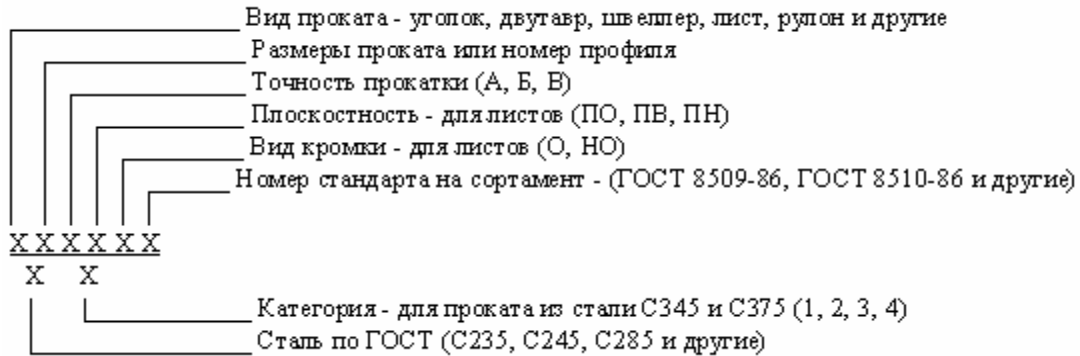 Вид проката - уголок, двутавр, швеллер, лист, рулон и другие
Размеры проката или номер профиля
Точность прокатки (А, Б, В)
Плоскостность - для листов (ПО, ПВ, ПН)
Вид кромки - для листов (О, НО)
Номер стандарта на сортамент - (ГОСТ 8509-86, ГОСТ 8510-86 и другие)
Х Х Х Х Х Х
Х Х
Категория - для проката из стали С345 и С375 (1, 2, 3, 4)
Сталь по ГОСТ (С235, С245, С285 и другие)